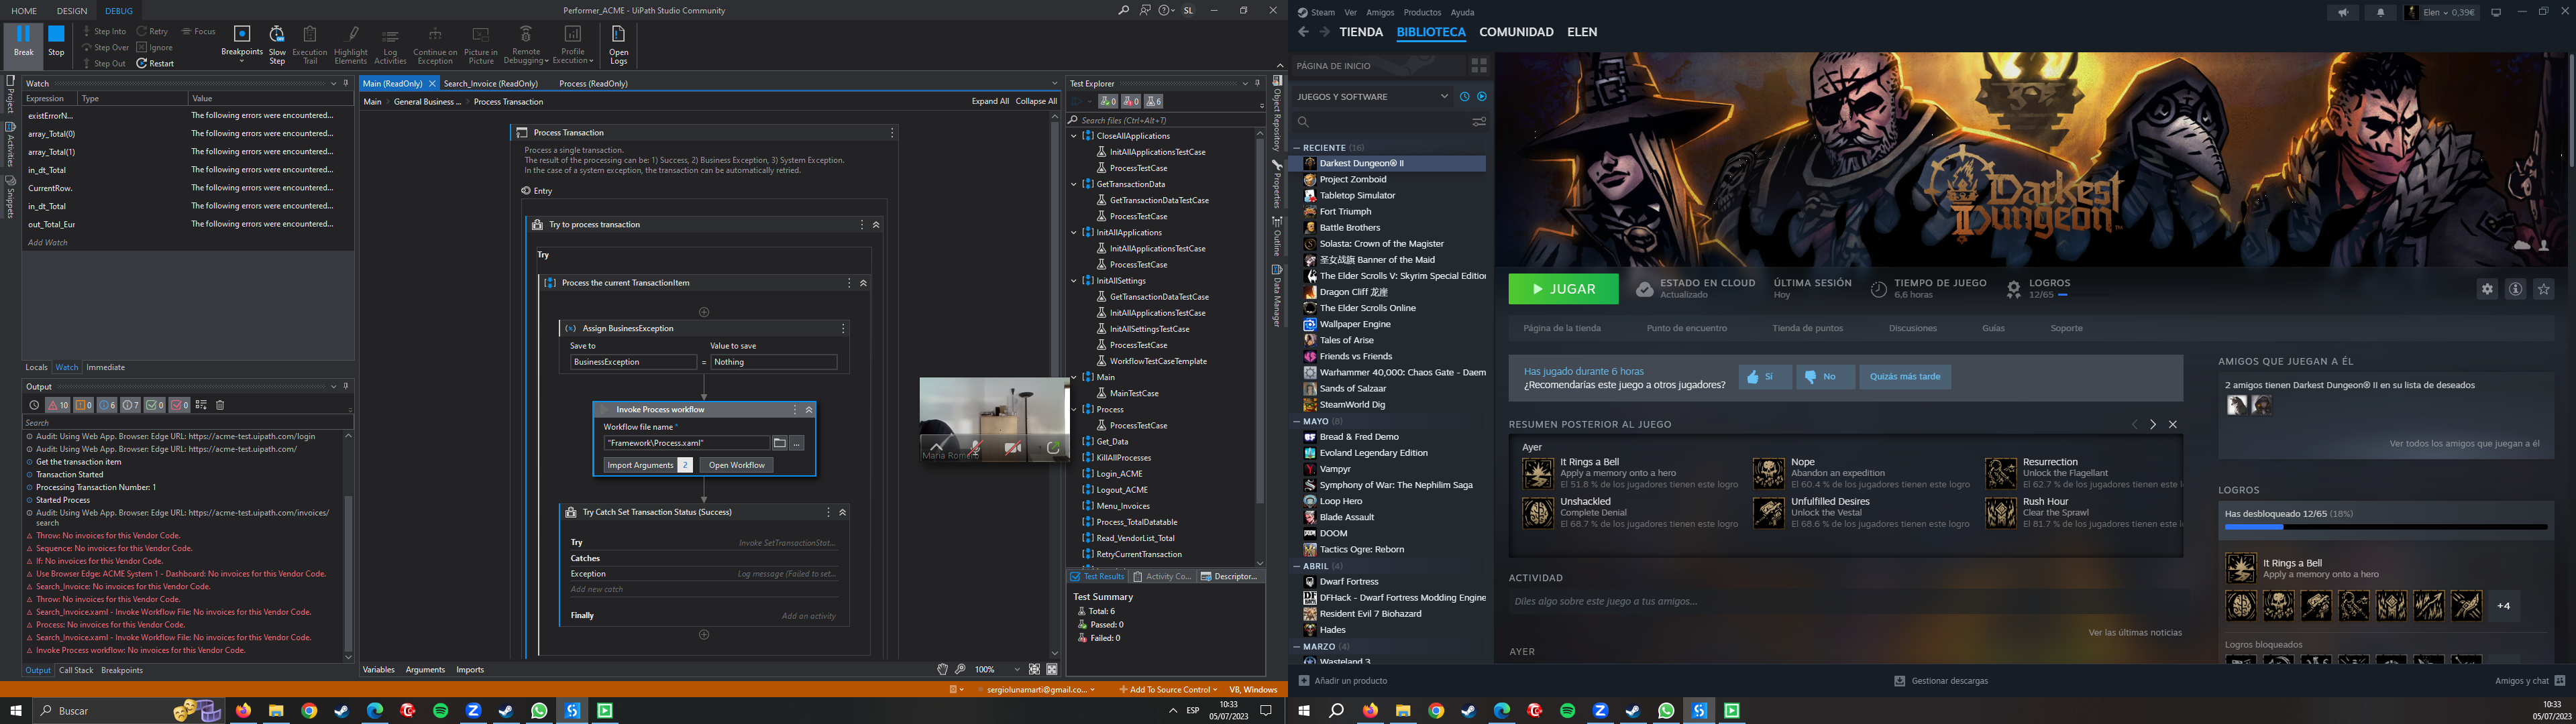 HOME DESIGN DEBUG
Performer_ACME - UiPath Studio Community
SL
Break
Stop
Step Into
Step Over
Step Out
Retry
Ignore
Restart
Focus
Breakpoints
Slow Step
Execution Trail
Highlight Elements
Log Activities
Continue on Exception
Picture in Picture
Remote Debugging
Profile Execution
Open Logs
Project
Activities
Snippets
Watch
Expression Type Value
existErrorN... The following errors were encountered...
array_Total(0) The following errors were encountered...
array_Total(1) The following errors were encountered...
in_dt_Total The following errors were encountered...
CurrentRow. The following errors were encountered...
in_dt_Total The following errors were encountered...
out_Total_Eur The following errors were encountered...
Add Watch
Locals Watch Immediate
Output
10 0 6 7 0 0
Search
Audit: Using Web App. Browser: Edge URL: https://acme-test.uipath.com/login
Audit: Using Web App. Browser: Edge URL: https://acme-test.uipath.com/
Get the transaction item
Transaction Started
Processing Transaction Number: 1
Started Process
Audit: Using Web App. Browser: Edge URL: https://acme-test.uipath.com/invoices/
search
Throw: No invoices for this Vendor Code.
Sequence: No invoices for this Vendor Code.
If: No invoices for this Vendor Code.
Use Browser Edge: ACME System 1 - Dashboard: No invoices for this Vendor Code.
Search_Invoice: No invoices for this Vendor Code.
Throw: No invoices for this Vendor Code.
Search_Invoice.xaml - Invoke Workflow File: No invoices for this Vendor Code.
Process: No invoices for this Vendor Code.
Search_Invoice.xaml - Invoke Workflow File: No invoices for this Vendor Code.
Invoke Process workflow: No invoices for this Vendor Code.
Output Call Stack Breakpoints
Main (ReadOnly) Search_Invoice (ReadOnly) Process (ReadOnly)
Main > General Business ... > Process Transaction
Expand All Collapse All
Process Transaction
Process a single transaction.
The result of the processing can be: 1) Success, 2) Business Exception, 3) System Exception.
In the case of a system exception, the transaction can be automatically retried.
Entry
Try to process transaction
Try
Process the current TransactionItem
Assign BusinessException
Save to Value to save
BusinessException = Nothing
Invoke Process workflow
Workflow file name *
"Framework\Process.xaml"
Import Arguments 2 Open Workflow
Try Catch Set Transaction Status (Success)
Try Invoke SetTransactionStat...
Catches
Exception Log message (Failed to set...
Add new catch
Finally Add an activity
Variables Arguments Imports
100%
Maria Romero
Test Explorer
0 0 6
Search files (Ctrl+Alt+T)
CloseAllApplications
InitAllApplicationsTestCase
ProcessTestCase
GetTransactionData
GetTransactionDataTestCase
ProcessTestCase
InitAllApplications
InitAllApplicationsTestCase
ProcessTestCase
InitAllSettings
GetTransactionDataTestCase
InitAllApplicationsTestCase
InitAllSettingsTestCase
ProcessTestCase
WorkflowTestCaseTemplate
Main
MainTestCase
Process
ProcessTestCase
Get_Data
KillAllProcesses
Login_ACME
Logout_ACME
Menu_Invoices
Process_TotalDatatable
Read_VendorList_Total
RetryCurrentTransaction
Test Results Activity Co... Descriptor...
Test Summary
Total: 6
Passed: 0
Failed: 0
Object Repository
Properties
Outline
Data Manager
sergiolunamarti@gmail.co... Add To Source Control VB, Windows
Buscar
ESP
10:33
05/07/2023
Steam Ver Amigos Productos Ayuda
Elen 0,39€
TIENDA BIBLIOTECA COMUNIDAD ELEN
PÁGINA DE INICIO
JUEGOS Y SOFTWARE
RECIENTE (16)
Darkest Dungeon® II
Project Zomboid
Tabletop Simulator
Fort Triumph
Battle Brothers
Solasta: Crown of the Magister
圣女战旗 Banner of the Maid
The Elder Scrolls V: Skyrim Special Edition
Dragon Cliff 龙崖
The Elder Scrolls Online
Wallpaper Engine
Tales of Arise
Friends vs Friends
Warhammer 40,000: Chaos Gate - Daem
Sands of Salzaar
SteamWorld Dig
MAYO (8)
Bread & Fred Demo
Evoland Legendary Edition
Vampyr
Symphony of War: The Nephilim Saga
Loop Hero
Blade Assault
DOOM
Tactics Ogre: Reborn
ABRIL (4)
Dwarf Fortress
DFHack - Dwarf Fortress Modding Engine
Resident Evil 7 Biohazard
Hades
MARZO (4)
Wasteland 3
Darkest Dungeon
JUGAR
ESTADO EN CLOUD
Actualizado
ÚLTIMA SESIÓN
Hoy
TIEMPO DE JUEGO
6,6 horas
LOGROS
12/65
Página de la tienda Punto de encuentro Tienda de puntos Discusiones Guías Soporte
Has jugado durante 6 horas
¿Recomendarías este juego a otros jugadores?
Sí No Quizás más tarde
RESUMEN POSTERIOR AL JUEGO
Ayer
It Rings a Bell
Apply a memory onto a hero
El 51.8 % de los jugadores tienen este logro
Nope
Abandon an expedition
El 60.4 % de los jugadores tienen este logro
Resurrection
Unlock the Flagellant
El 62.7 % de los jugadores tienen este l
Unshackled
Complete Denial
El 68.7 % de los jugadores tienen este logro
Unfulfilled Desires
Unlock the Vestal
El 68.6 % de los jugadores tienen este logro
Rush Hour
Clear the Sprawl
El 81.7 % de los jugadores tienen este l
ACTIVIDAD
Diles algo sobre este juego a tus amigos...
Ver las últimas noticias
AYER
AMIGOS QUE JUEGAN A ÉL
2 amigos tienen Darkest Dungeon® II en su lista de deseados
Ver todos los amigos que juegan a él
LOGROS
Has desbloqueado 12/65 (18%)
It Rings a Bell
Apply a memory onto a hero
+4
Logros bloqueados
Añadir un producto
Gestionar descargas
Amigos y chat
10:33
05/07/2023